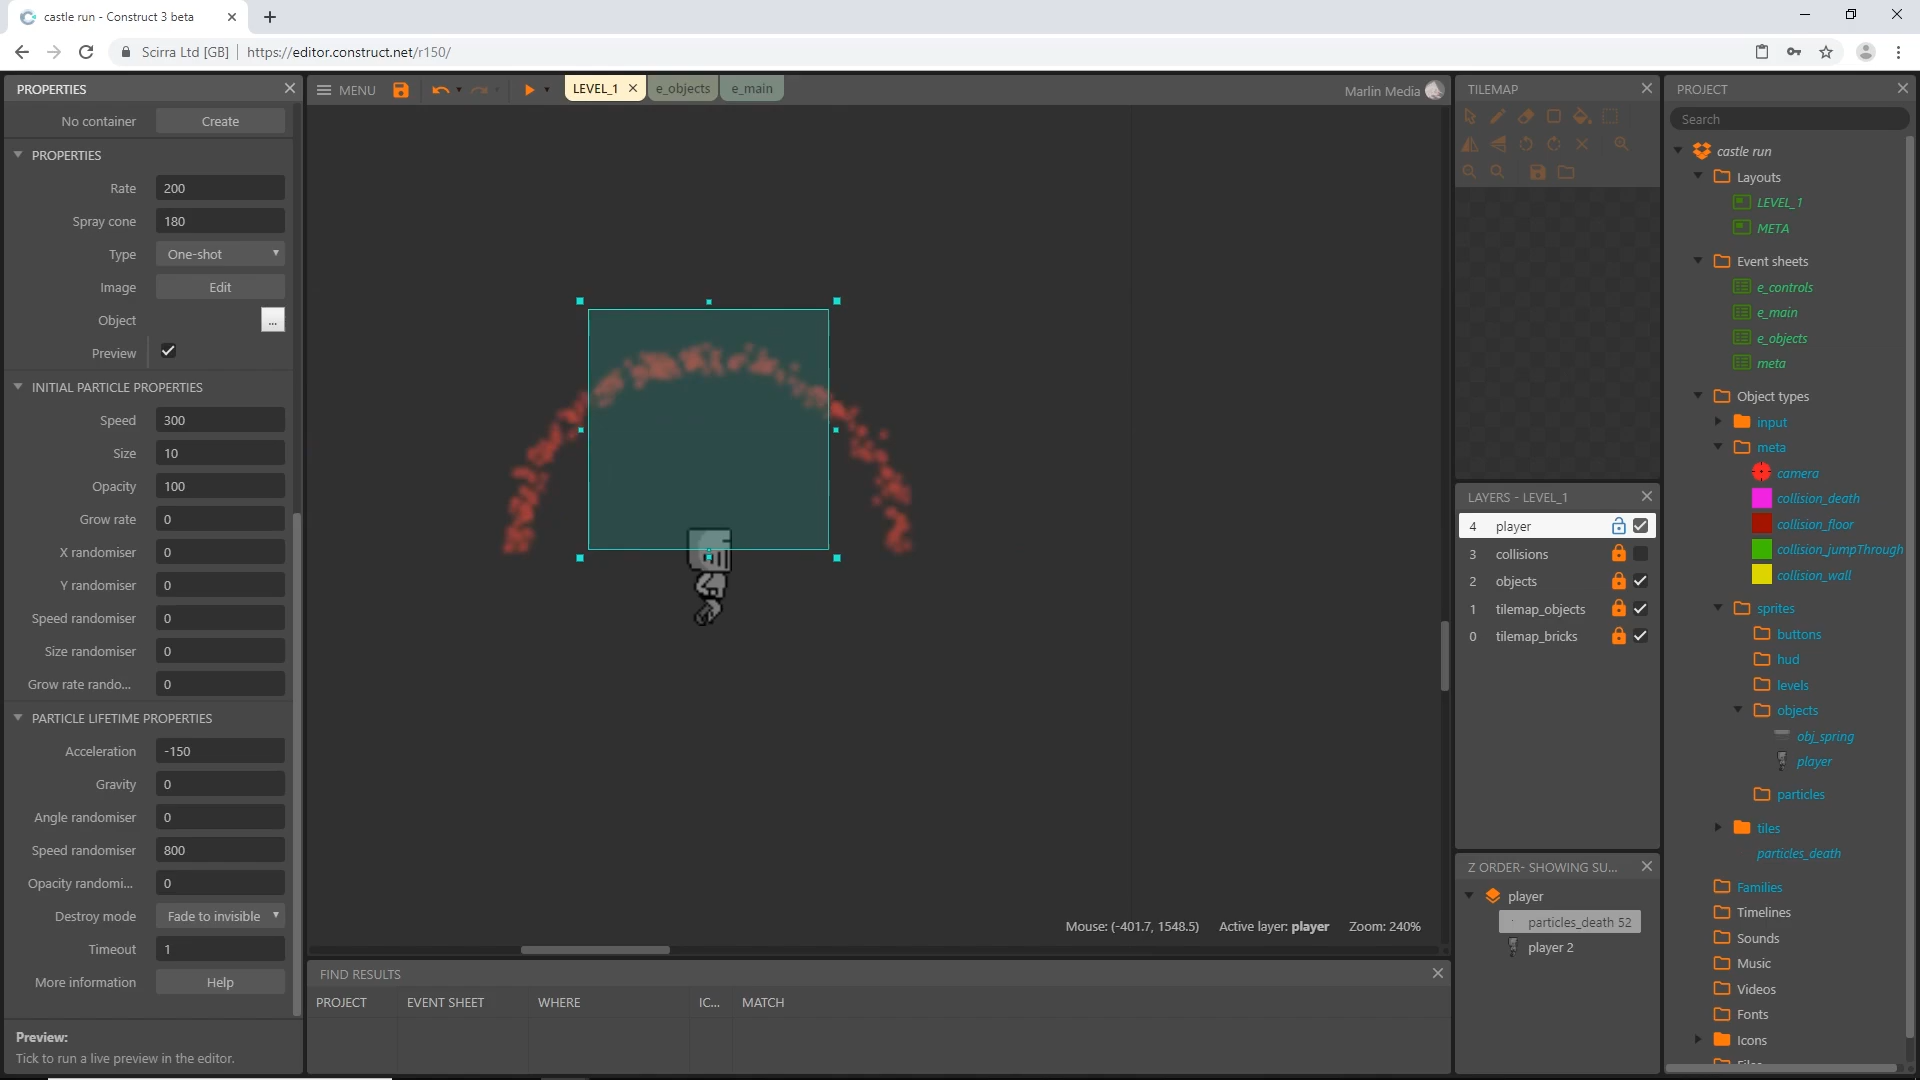 castle run - Construct 3 beta
Scirra Ltd [GB] | https://editor.construct.net/r150/
PROPERTIES
No container Create
PROPERTIES
Rate 200
Spray cone 180
Type One-shot
Image Edit
Object ...
Preview
INITIAL PARTICLE PROPERTIES
Speed 300
Size 10
Opacity 100
Grow rate 0
X randomiser 0
Y randomiser 0
Speed randomiser 0
Size randomiser 0
Grow rate rando... 0
PARTICLE LIFETIME PROPERTIES
Acceleration -150
Gravity 0
Angle randomiser 0
Speed randomiser 800
Opacity randomi... 0
Destroy mode Fade to invisible
Timeout 1
More information Help
Preview:
Tick to run a live preview in the editor.
MENU LEVEL_1 e_objects e_main Marlin Media
Mouse: (-401.7, 1548.5) Active layer: player Zoom: 240%
FIND RESULTS
PROJECT EVENT SHEET WHERE IC... MATCH
TILEMAP
LAYERS - LEVEL_1
4 player
3 collisions
2 objects
1 tilemap_objects
0 tilemap_bricks
Z ORDER- SHOWING SU...
player
particles_death 52
player 2
PROJECT
Search
castle run
Layouts
LEVEL_1
META
Event sheets
e_controls
e_main
e_objects
meta
Object types
input
meta
camera
collision_death
collision_floor
collision_jumpThrough
collision_wall
sprites
buttons
hud
levels
objects
obj_spring
player
particles
tiles
particles_death
Families
Timelines
Sounds
Music
Videos
Fonts
Icons